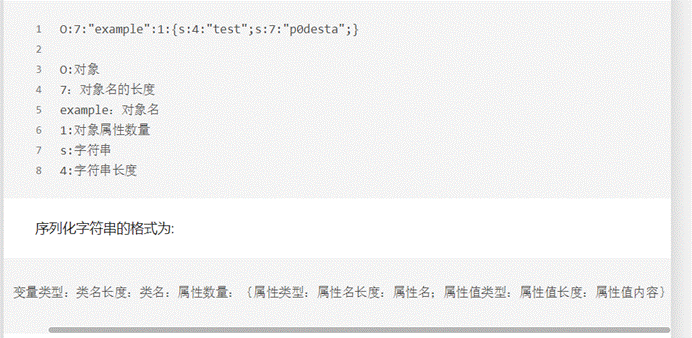 1 O:7:"example":1:{s:4:"test";s:7:"p0desta";}
2
3 O:对象
4 7：对象名的长度
5 example：对象名
6 1:对象属性数量
7 s:字符串
8 4:字符串长度
序列化字符串的格式为:
变量类型：类名长度：类名：属性数量：{属性类型：属性名长度：属性名；属性值类型：属性值长度：属性值内容}